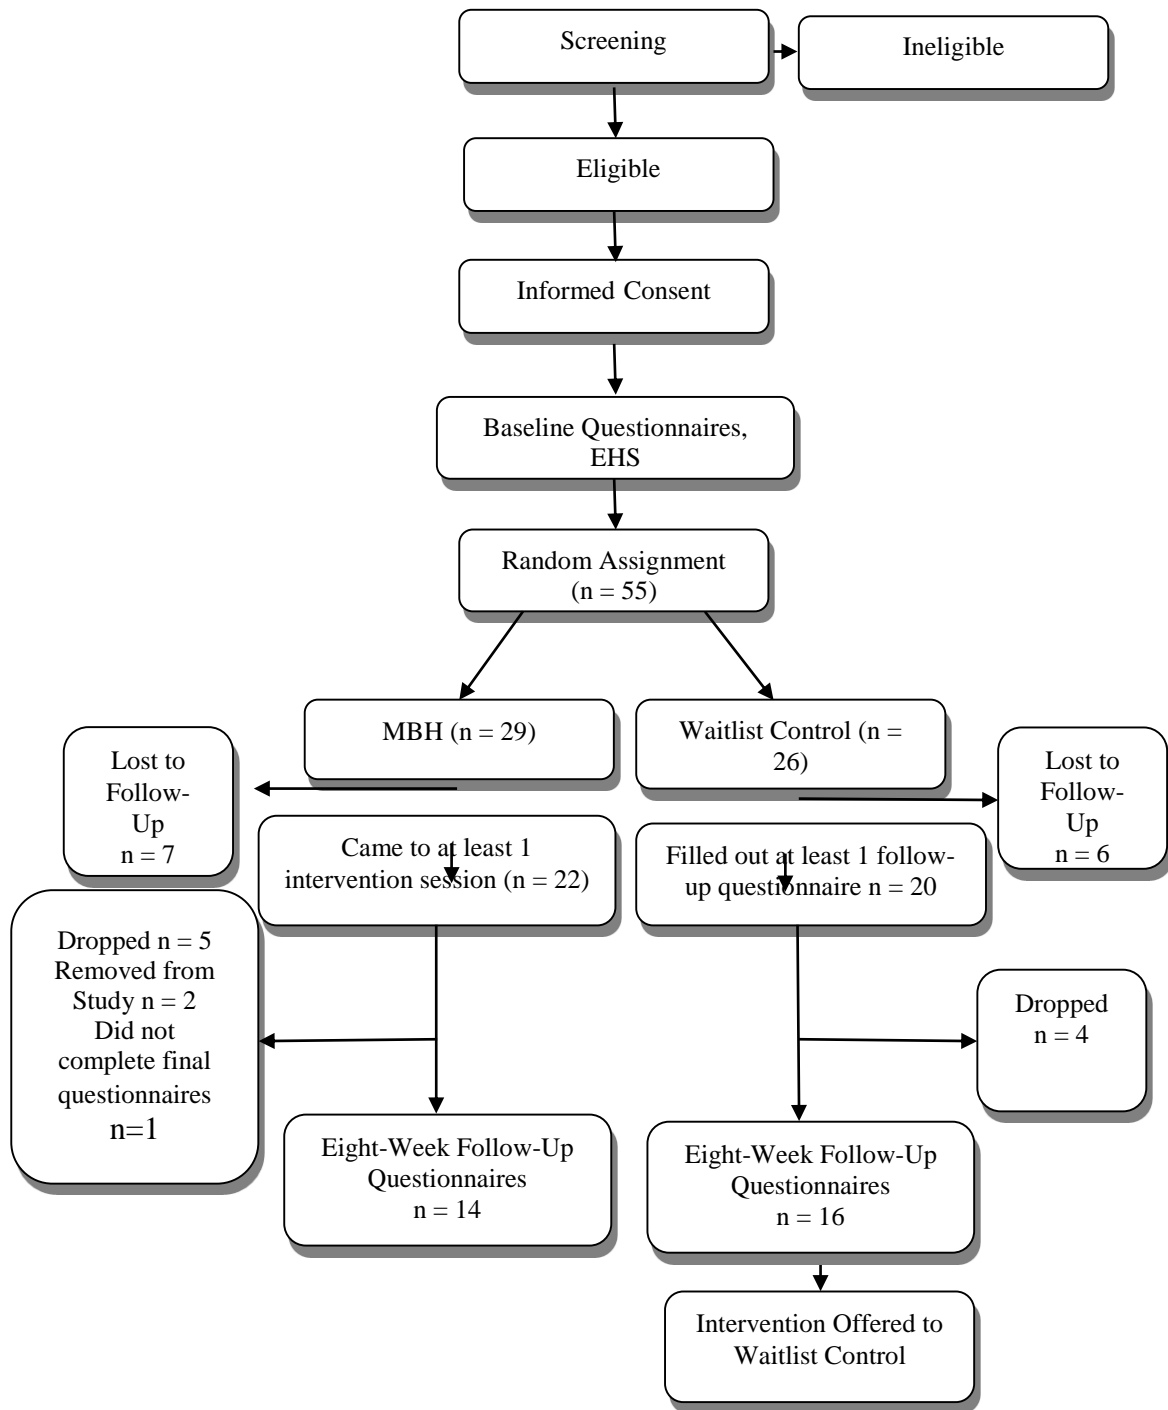 Screening
Ineligible
Eligible
Informed Consent
Baseline Questionnaires,
EHS
Random Assignment
(n = 55)
MBH (n = 29)
Waitlist Control (n =
26)
Lost to
Follow-
Up
n = 7
Lost to
Follow-
Up
n = 6
Came to at least 1
intervention session (n = 22)
Filled out at least 1 follow-
up questionnaire n = 20
Dropped n = 5
Removed from
Study n = 2
Did not
complete final
questionnaires
n=1
Dropped
n = 4
Eight-Week Follow-Up
Questionnaires
n = 14
Eight-Week Follow-Up
Questionnaires
n = 16
Intervention Offered to
Waitlist Control